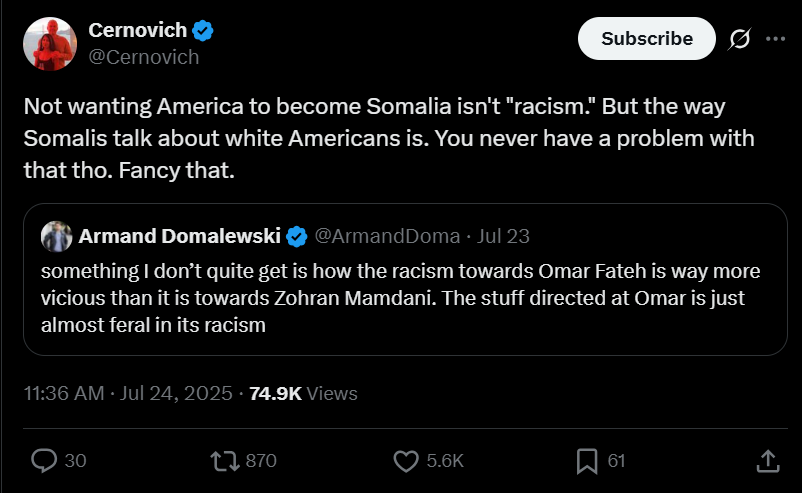 Cernovich
@Cernovich
Subscribe
Not wanting America to become Somalia isn't "racism." But the way
Somalis talk about white Americans is. You never have a problem with
that tho. Fancy that.
Armand Domalewski @ArmandDoma · Jul 23
something I don’t quite get is how the racism towards Omar Fateh is way more
vicious than it is towards Zohran Mamdani. The stuff directed at Omar is just
almost feral in its racism
11:36 AM · Jul 24, 2025 · 74.9K Views
30 870 5.6K 61